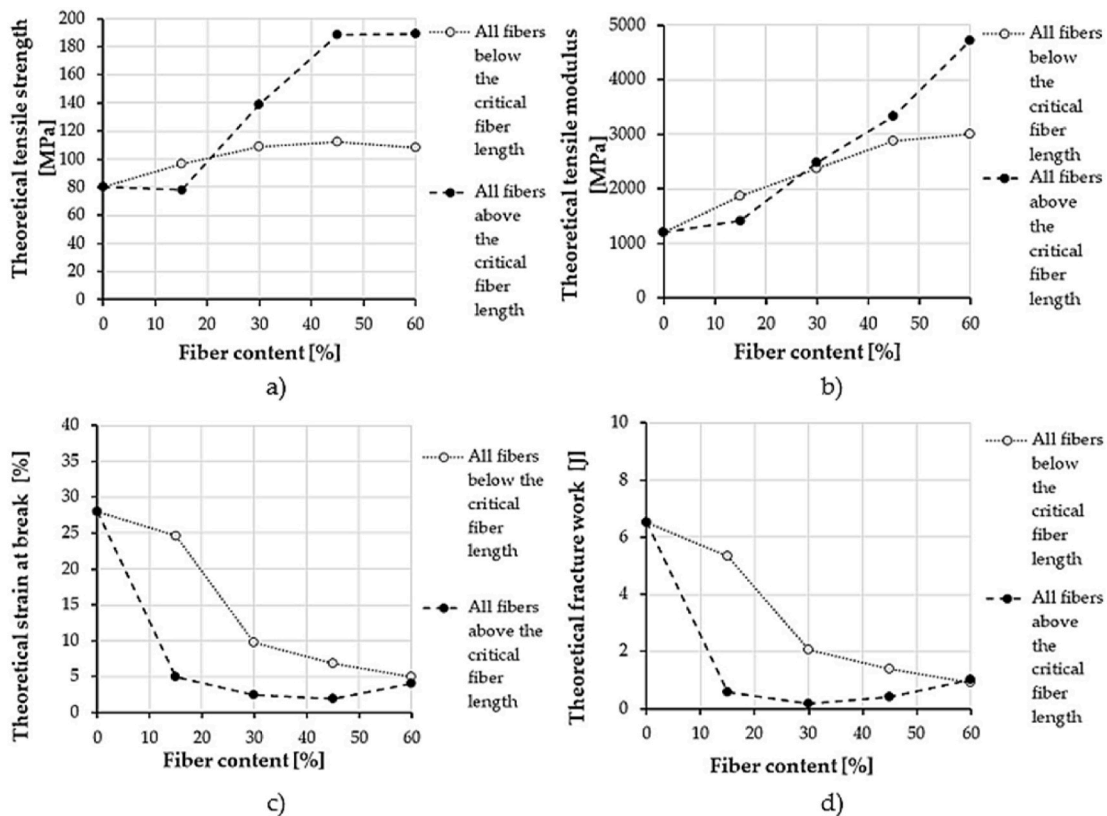 Theoretical tensile strength
[MPa]
200
180
160
140
120
100
80
60
40
20
0
0 10 20 30 40 50 60
Fiber content [%]
All fibers
below
the
critical
fiber
length
All fibers
above
the
critical
fiber
length
a)
Theoretical tensile modulus
[MPa]
5000
4000
3000
2000
1000
0
0 10 20 30 40 50 60
Fiber content [%]
All fibers
below
the
critical
fiber
length
All fibers
above
the
critical
fiber
length
b)
Theoretical strain at break [%]
40
35
30
25
20
15
10
5
0
0 10 20 30 40 50 60
Fiber content [%]
All fibers
below the
critical
fiber
length
All fibers
above the
critical
fiber
length
c)
Theoretical fracture work [J]
10
8
6
4
2
0
0 10 20 30 40 50 60
Fiber content [%]
All fibers
below
the
critical
fiber
length
All fibers
above
the
critical
fiber
length
d)